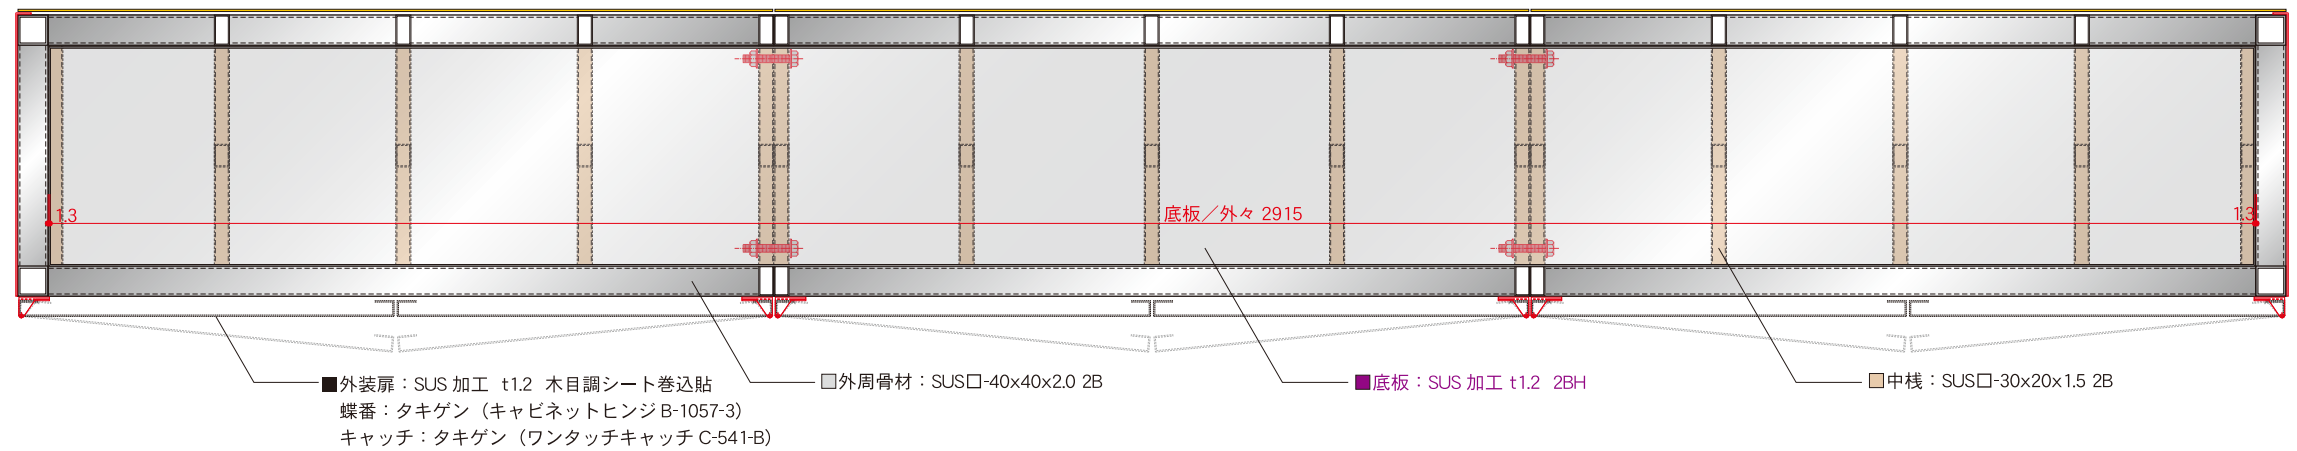 1.3
底板／外々 2915
1.3
■外装扉：SUS 加工 t1.2 木目調シート巻込貼
蝶番：タキゲン（キャビネットヒンジ B-1057-3）
キャッチ：タキゲン（ワンタッチキャッチ C-541-B）
外周骨材：SUS□-40x40x2.0 2B
■底板：SUS 加工 t1.2 2BH
中桟：SUS□-30x20x1.5 2B